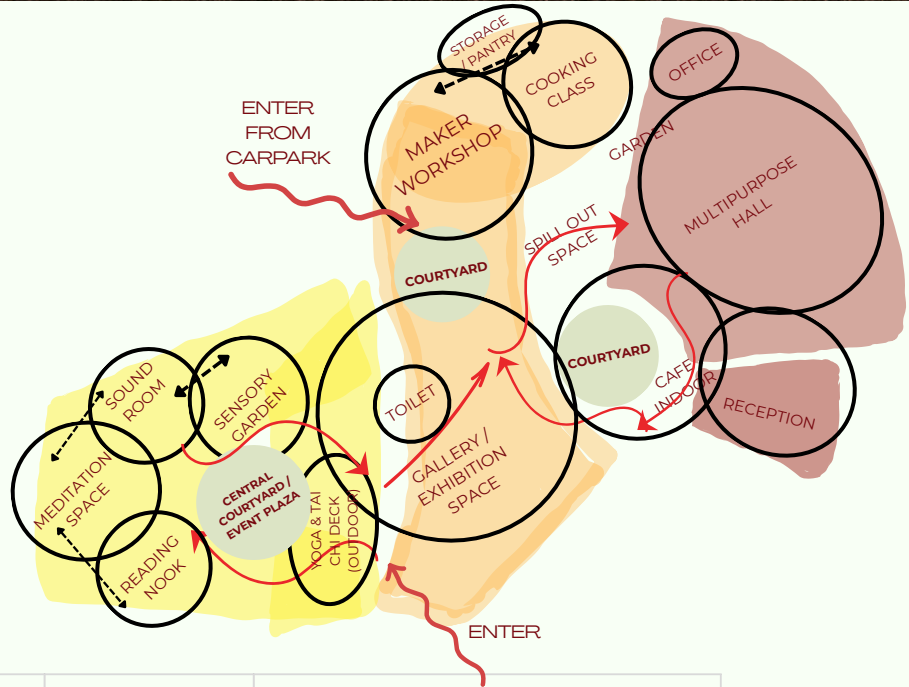 STORAGE
/ PANTRY
COOKING
CLASS
OFFICE
ENTER
FROM
CARPARK
MAKER
WORKSHOP
GARDEN
MULTIPURPOSE
HALL
SPILL OUT
SPACE
COURTYARD
COURTYARD
CAFE
INDOOR
RECEPTION
SOUND
ROOM
SENSORY
GARDEN
TOILET
GALLERY /
EXHIBITION
SPACE
MEDITATION
SPACE
CENTRAL
COURTYARD /
EVENT PLAZA
YOGA & TAI
CHI DECK
(OUTDOOR)
READING
NOOK
ENTER